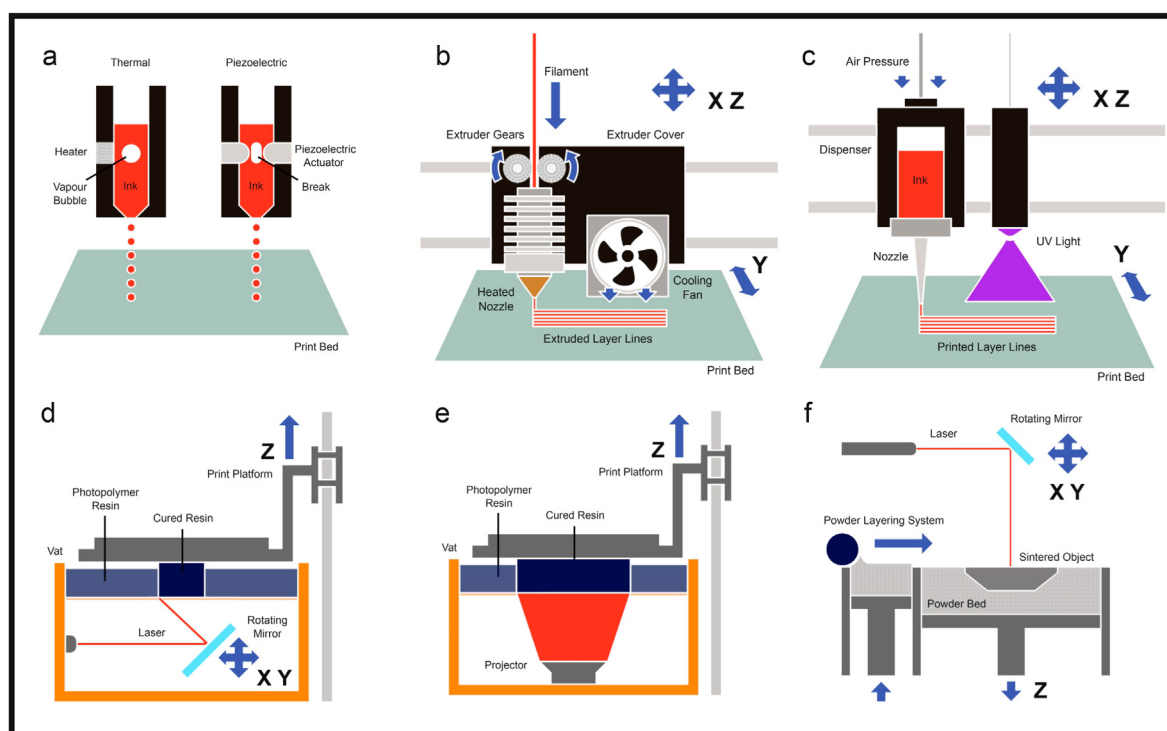 a
Thermal
Piezoelectric
Heater
Piezoelectric
Actuator
Vapour
Bubble
Ink
Ink
Break
Print Bed
b
Filament
X Z
Extruder Gears
Extruder Cover
Y
Heated
Nozzle
Cooling
Fan
Extruded Layer Lines
Print Bed
c
Air Pressure
X Z
Dispenser
Ink
UV Light
Nozzle
Y
Printed Layer Lines
Print Bed
d
Z
Print Platform
Photopolymer
Resin
Cured Resin
Vat
Laser
Rotating
Mirror
X Y
e
Z
Print Platform
Photopolymer
Resin
Cured Resin
Vat
Projector
f
Rotating Mirror
Laser
X Y
Powder Layering System
Sintered Object
Powder Bed
Z